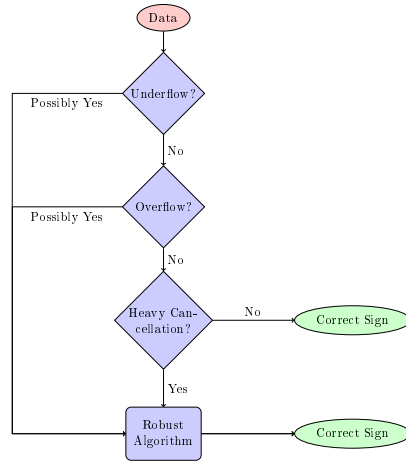 Data
Underflow?
Possibly Yes
No
Overflow?
Possibly Yes
No
Heavy Can-
cellation?
No
Correct Sign
Yes
Robust
Algorithm
Correct Sign